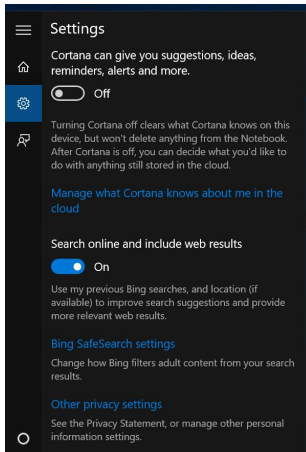 Settings
Cortana can give you suggestions, ideas,
reminders, alerts and more.
Off
Turning Cortana off clears what Cortana knows on this
device, but won't delete anything from the Notebook.
After Cortana is off, you can decide what you'd like to
do with anything still stored in the cloud.
Manage what Cortana knows about me in the
cloud
Search online and include web results
On
Use my previous Bing searches, and location (if
available) to improve search suggestions and provide
more relevant web results.
Bing SafeSearch settings
Change how Bing filters adult content from your search
results.
Other privacy settings
See the Privacy Statement, or manage other personal
information settings.